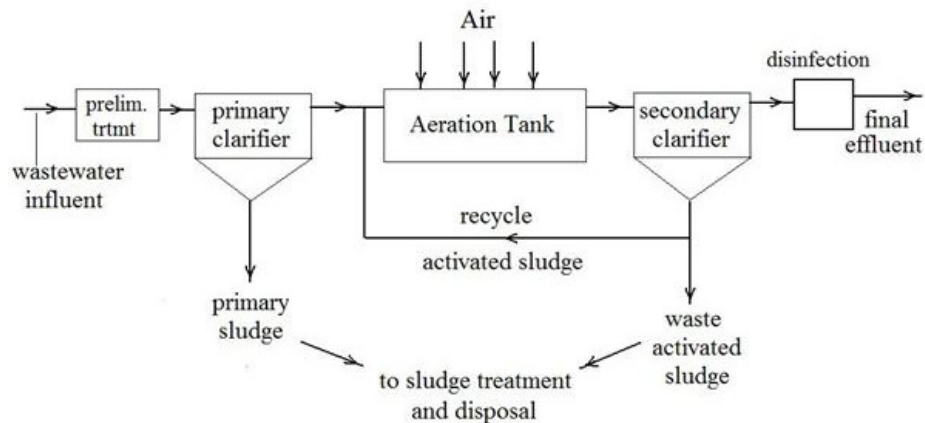 Air
disinfection
prelim.
trtmt
primary
clarifier
Aeration Tank
secondary
clarifier
final
effluent
wastewater
influent
recycle
activated sludge
primary
sludge
waste
activated
sludge
to sludge treatment
and disposal